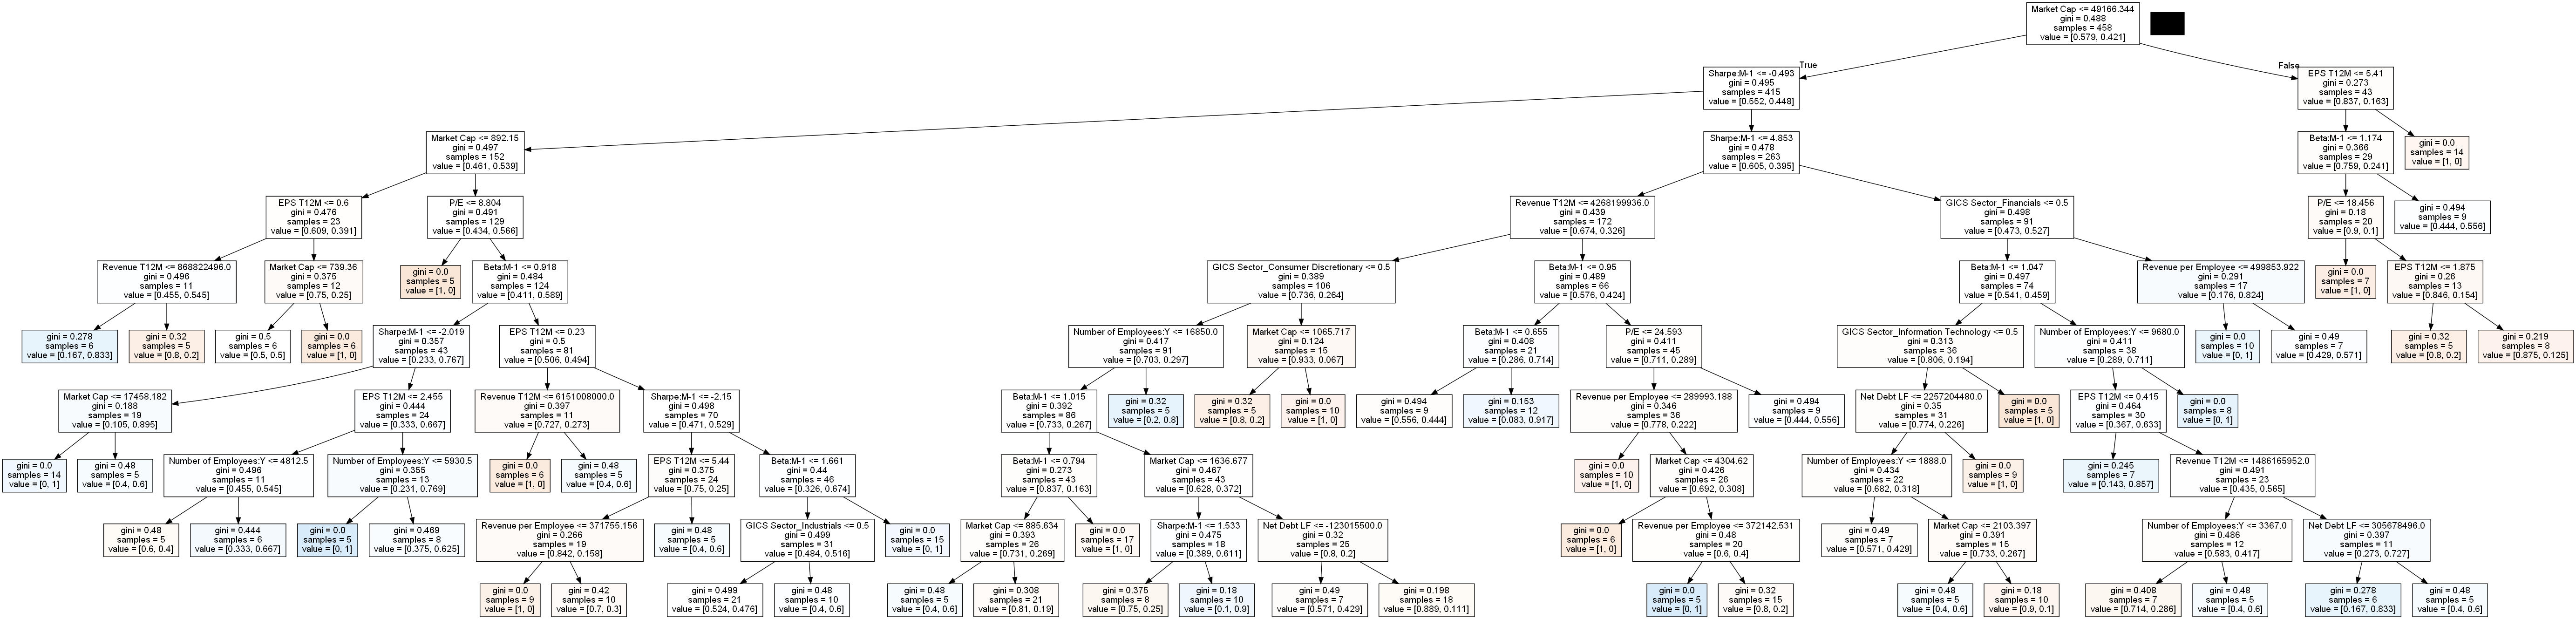 Market Cap <= 49166.344
gini = 0.488
samples = 458
value = [0.579, 0.421]
True
False
Sharpe:M-1 <= -0.493
gini = 0.495
samples = 415
value = [0.552, 0.448]
EPS T12M <= 5.41
gini = 0.273
samples = 43
value = [0.837, 0.163]
Market Cap <= 892.15
gini = 0.497
samples = 152
value = [0.461, 0.539]
Sharpe:M-1 <= 4.853
gini = 0.478
samples = 263
value = [0.605, 0.395]
Beta:M-1 <= 1.174
gini = 0.366
samples = 29
value = [0.759, 0.241]
gini = 0.0
samples = 14
value = [1, 0]
EPS T12M <= 0.6
gini = 0.476
samples = 23
value = [0.609, 0.391]
P/E <= 8.804
gini = 0.491
samples = 129
value = [0.434, 0.566]
Revenue T12M <= 4268199936.0
gini = 0.439
samples = 172
value = [0.674, 0.326]
GICS Sector_Financials <= 0.5
gini = 0.498
samples = 91
value = [0.473, 0.527]
P/E <= 18.456
gini = 0.18
samples = 20
value = [0.9, 0.1]
gini = 0.494
samples = 9
value = [0.444, 0.556]
Revenue T12M <= 868822496.0
gini = 0.496
samples = 11
value = [0.455, 0.545]
Market Cap <= 739.36
gini = 0.375
samples = 12
value = [0.75, 0.25]
gini = 0.0
samples = 5
value = [1, 0]
Beta:M-1 <= 0.918
gini = 0.484
samples = 124
value = [0.411, 0.589]
GICS Sector_Consumer Discretionary <= 0.5
gini = 0.389
samples = 106
value = [0.736, 0.264]
Beta:M-1 <= 0.95
gini = 0.489
samples = 66
value = [0.576, 0.424]
Beta:M-1 <= 1.047
gini = 0.497
samples = 74
value = [0.541, 0.459]
Revenue per Employee <= 499853.922
gini = 0.291
samples = 17
value = [0.176, 0.824]
gini = 0.0
samples = 7
value = [1, 0]
EPS T12M <= 1.875
gini = 0.26
samples = 13
value = [0.846, 0.154]
gini = 0.278
samples = 6
value = [0.167, 0.833]
gini = 0.32
samples = 5
value = [0.8, 0.2]
gini = 0.5
samples = 6
value = [0.5, 0.5]
gini = 0.0
samples = 6
value = [1, 0]
Sharpe:M-1 <= -2.019
gini = 0.357
samples = 43
value = [0.233, 0.767]
EPS T12M <= 0.23
gini = 0.5
samples = 81
value = [0.506, 0.494]
Number of Employees:Y <= 16850.0
gini = 0.417
samples = 91
value = [0.703, 0.297]
Market Cap <= 1065.717
gini = 0.124
samples = 15
value = [0.933, 0.067]
Beta:M-1 <= 0.655
gini = 0.408
samples = 21
value = [0.286, 0.714]
P/E <= 24.593
gini = 0.411
samples = 45
value = [0.711, 0.289]
GICS Sector_Information Technology <= 0.5
gini = 0.313
samples = 36
value = [0.806, 0.194]
Number of Employees:Y <= 9680.0
gini = 0.411
samples = 38
value = [0.289, 0.711]
gini = 0.0
samples = 10
value = [0, 1]
gini = 0.49
samples = 7
value = [0.429, 0.571]
gini = 0.32
samples = 5
value = [0.8, 0.2]
gini = 0.219
samples = 8
value = [0.875, 0.125]
Market Cap <= 17458.182
gini = 0.188
samples = 19
value = [0.105, 0.895]
EPS T12M <= 2.455
gini = 0.444
samples = 24
value = [0.333, 0.667]
Revenue T12M <= 6151008000.0
gini = 0.397
samples = 11
value = [0.727, 0.273]
Sharpe:M-1 <= -2.15
gini = 0.498
samples = 70
value = [0.471, 0.529]
Beta:M-1 <= 1.015
gini = 0.392
samples = 86
value = [0.733, 0.267]
gini = 0.32
samples = 5
value = [0.2, 0.8]
gini = 0.32
samples = 5
value = [0.8, 0.2]
gini = 0.0
samples = 10
value = [1, 0]
gini = 0.494
samples = 9
value = [0.556, 0.444]
gini = 0.153
samples = 12
value = [0.083, 0.917]
Revenue per Employee <= 289993.188
gini = 0.346
samples = 36
value = [0.778, 0.222]
gini = 0.494
samples = 9
value = [0.444, 0.556]
Net Debt LF <= 2257204480.0
gini = 0.35
samples = 31
value = [0.774, 0.226]
gini = 0.0
samples = 5
value = [1, 0]
EPS T12M <= 0.415
gini = 0.464
samples = 30
value = [0.367, 0.633]
gini = 0.0
samples = 8
value = [0, 1]
gini = 0.0
samples = 14
value = [0, 1]
gini = 0.48
samples = 5
value = [0.4, 0.6]
Number of Employees:Y <= 4812.5
gini = 0.496
samples = 11
value = [0.455, 0.545]
Number of Employees:Y <= 5930.5
gini = 0.355
samples = 13
value = [0.231, 0.769]
gini = 0.0
samples = 6
value = [1, 0]
gini = 0.48
samples = 5
value = [0.4, 0.6]
EPS T12M <= 5.44
gini = 0.375
samples = 24
value = [0.75, 0.25]
Beta:M-1 <= 1.661
gini = 0.44
samples = 46
value = [0.326, 0.674]
Beta:M-1 <= 0.794
gini = 0.273
samples = 43
value = [0.837, 0.163]
Market Cap <= 1636.677
gini = 0.467
samples = 43
value = [0.628, 0.372]
gini = 0.0
samples = 10
value = [1, 0]
Market Cap <= 4304.62
gini = 0.426
samples = 26
value = [0.692, 0.308]
Number of Employees:Y <= 1888.0
gini = 0.434
samples = 22
value = [0.682, 0.318]
gini = 0.0
samples = 9
value = [1, 0]
gini = 0.245
samples = 7
value = [0.143, 0.857]
Revenue T12M <= 1486165952.0
gini = 0.491
samples = 23
value = [0.435, 0.565]
gini = 0.48
samples = 5
value = [0.6, 0.4]
gini = 0.444
samples = 6
value = [0.333, 0.667]
gini = 0.0
samples = 5
value = [0, 1]
gini = 0.469
samples = 8
value = [0.375, 0.625]
Revenue per Employee <= 371755.156
gini = 0.266
samples = 19
value = [0.842, 0.158]
gini = 0.48
samples = 5
value = [0.4, 0.6]
GICS Sector_Industrials <= 0.5
gini = 0.499
samples = 31
value = [0.484, 0.516]
gini = 0.0
samples = 15
value = [0, 1]
Market Cap <= 885.634
gini = 0.393
samples = 26
value = [0.731, 0.269]
gini = 0.0
samples = 17
value = [1, 0]
Sharpe:M-1 <= 1.533
gini = 0.475
samples = 18
value = [0.389, 0.611]
Net Debt LF <= -123015500.0
gini = 0.32
samples = 25
value = [0.8, 0.2]
gini = 0.0
samples = 6
value = [1, 0]
Revenue per Employee <= 372142.531
gini = 0.48
samples = 20
value = [0.6, 0.4]
gini = 0.49
samples = 7
value = [0.571, 0.429]
Market Cap <= 2103.397
gini = 0.391
samples = 15
value = [0.733, 0.267]
Number of Employees:Y <= 3367.0
gini = 0.486
samples = 12
value = [0.583, 0.417]
Net Debt LF <= 305678496.0
gini = 0.397
samples = 11
value = [0.273, 0.727]
gini = 0.0
samples = 9
value = [1, 0]
gini = 0.42
samples = 10
value = [0.7, 0.3]
gini = 0.499
samples = 21
value = [0.524, 0.476]
gini = 0.48
samples = 10
value = [0.4, 0.6]
gini = 0.48
samples = 5
value = [0.4, 0.6]
gini = 0.308
samples = 21
value = [0.81, 0.19]
gini = 0.375
samples = 8
value = [0.75, 0.25]
gini = 0.18
samples = 10
value = [0.1, 0.9]
gini = 0.49
samples = 7
value = [0.571, 0.429]
gini = 0.198
samples = 18
value = [0.889, 0.111]
gini = 0.0
samples = 5
value = [0, 1]
gini = 0.32
samples = 15
value = [0.8, 0.2]
gini = 0.48
samples = 5
value = [0.4, 0.6]
gini = 0.18
samples = 10
value = [0.9, 0.1]
gini = 0.408
samples = 7
value = [0.714, 0.286]
gini = 0.48
samples = 5
value = [0.4, 0.6]
gini = 0.278
samples = 6
value = [0.167, 0.833]
gini = 0.48
samples = 5
value = [0.4, 0.6]